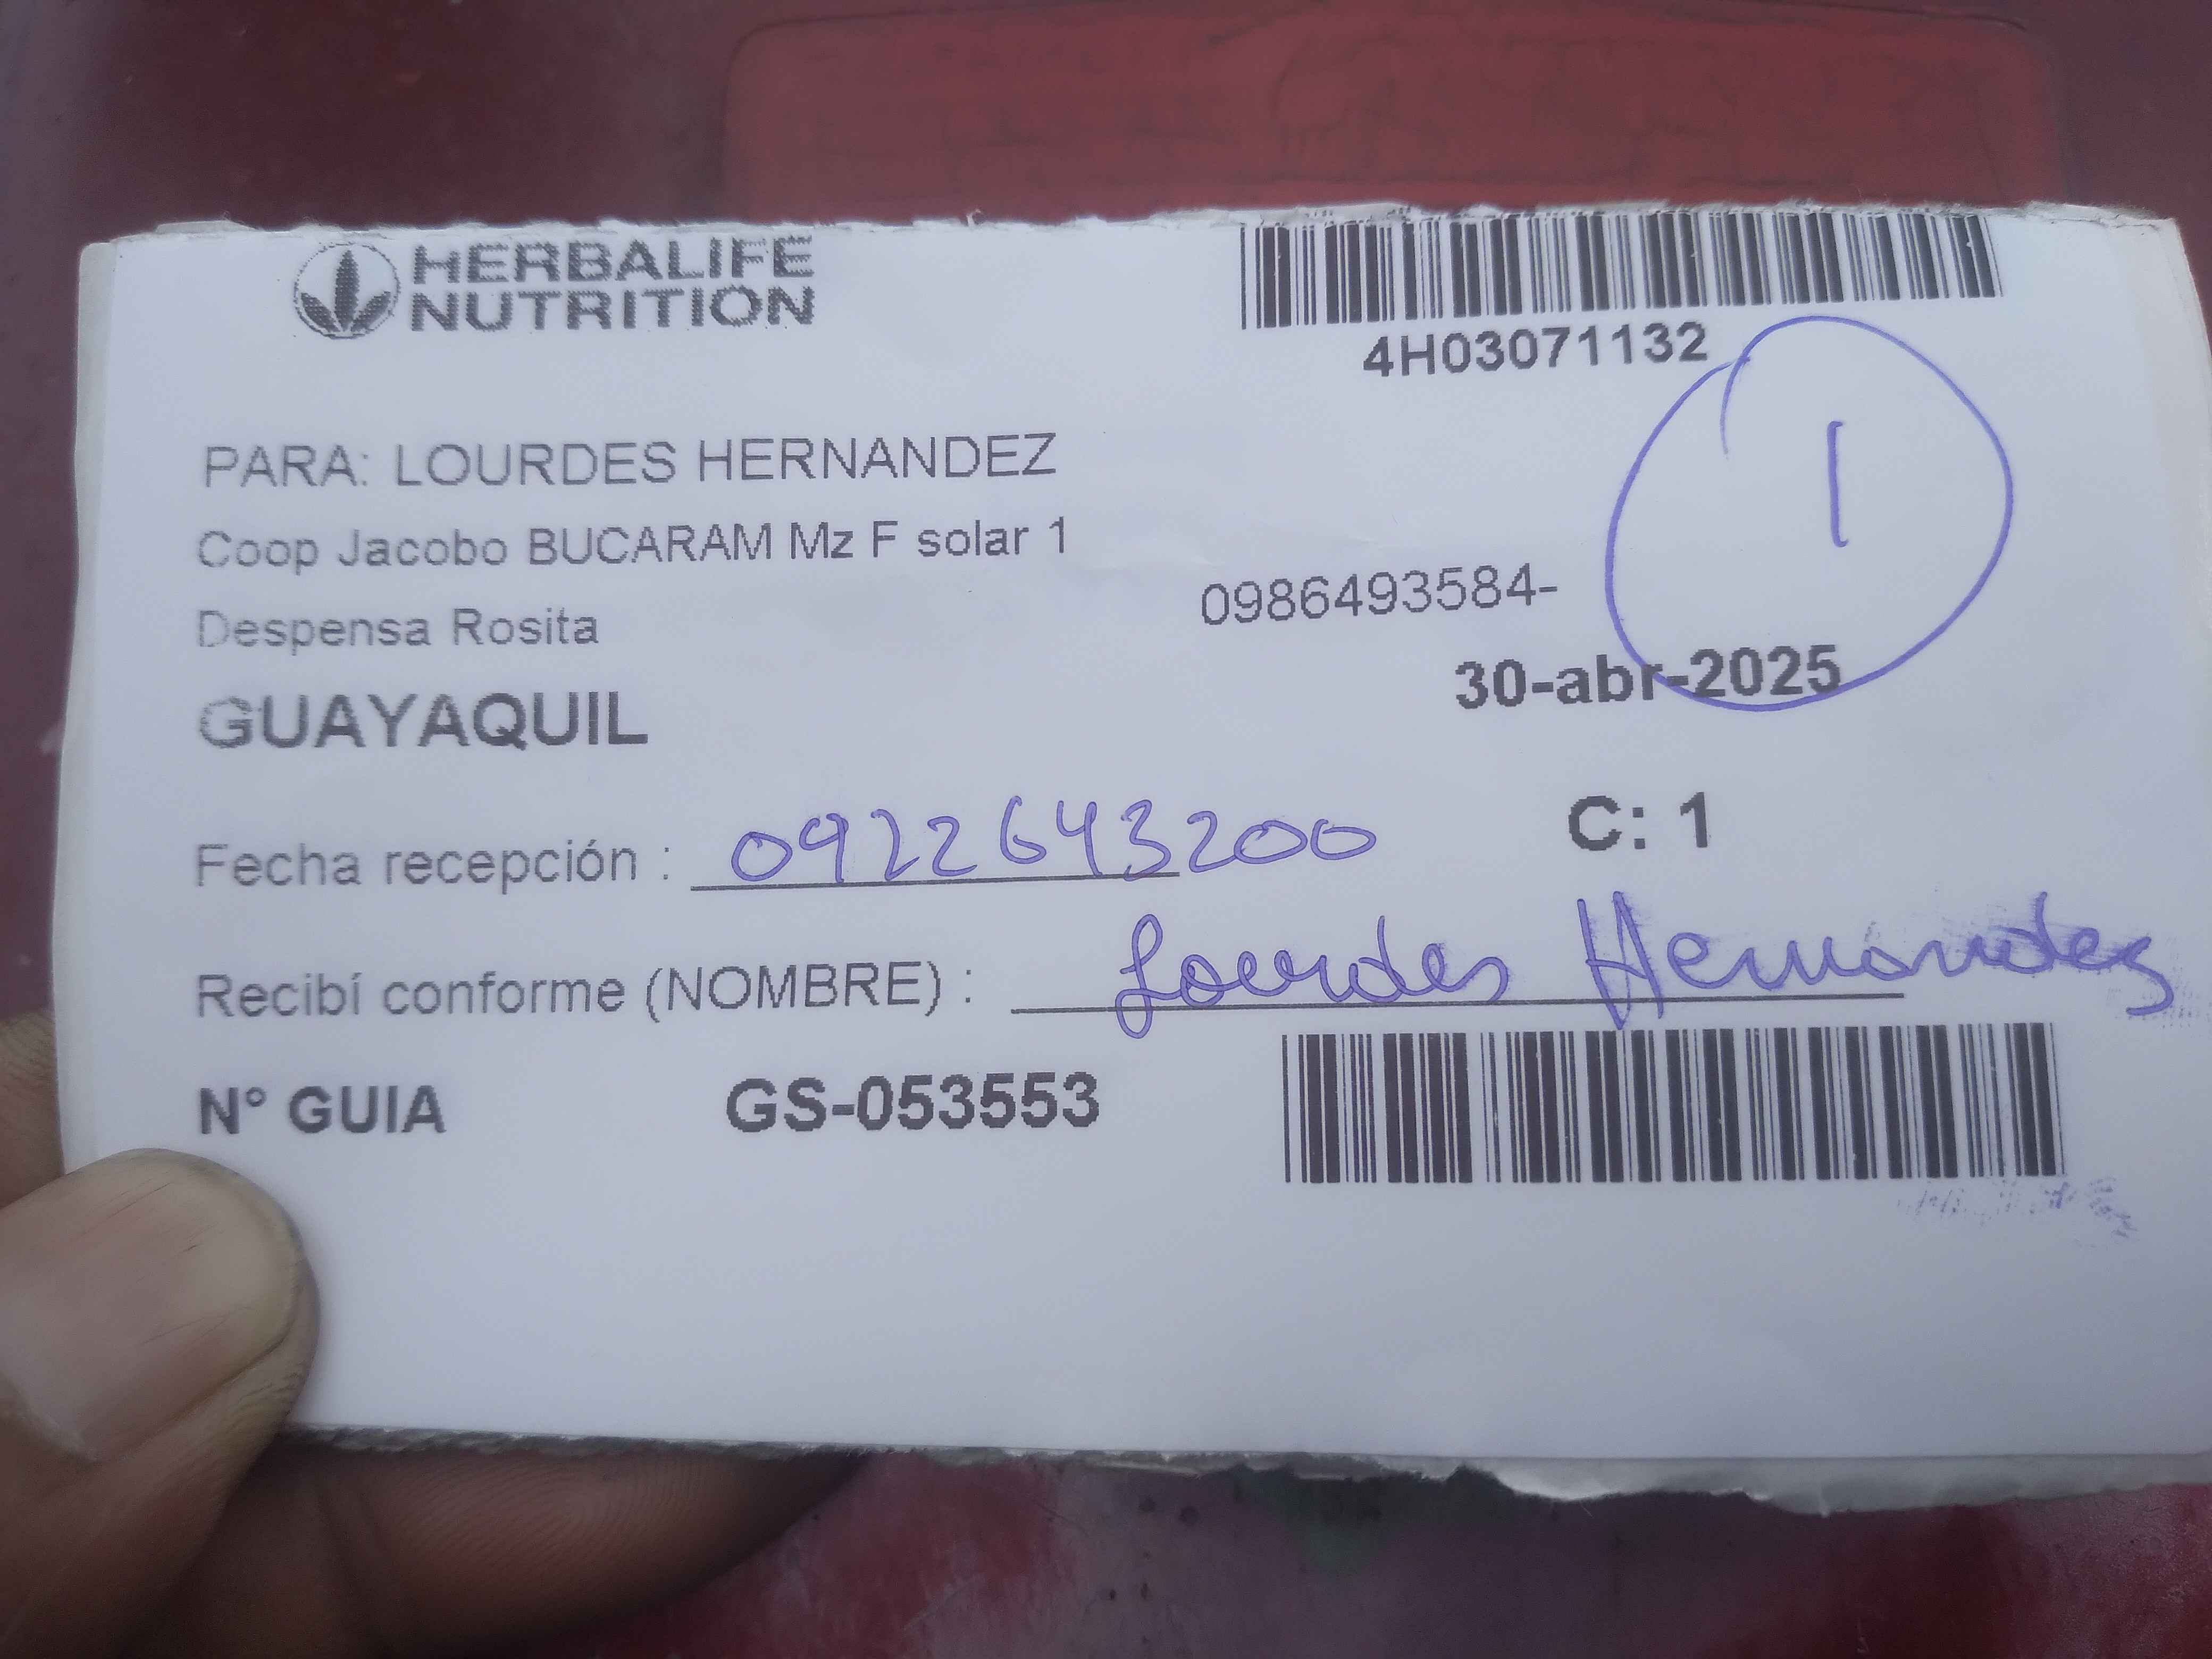 HERBALIFE
NUTRITION
4H03071132
1
PARA: LOURDES HERNANDEZ
Coop Jacobo BUCARAM Mz F solar 1
Despensa Rosita
0986493584-
30-abr-2025
GUAYAQUIL
Fecha recepción : 0922643200
C: 1
Recibí conforme (NOMBRE) : Lourdes Hernandez
N° GUIA GS-053553